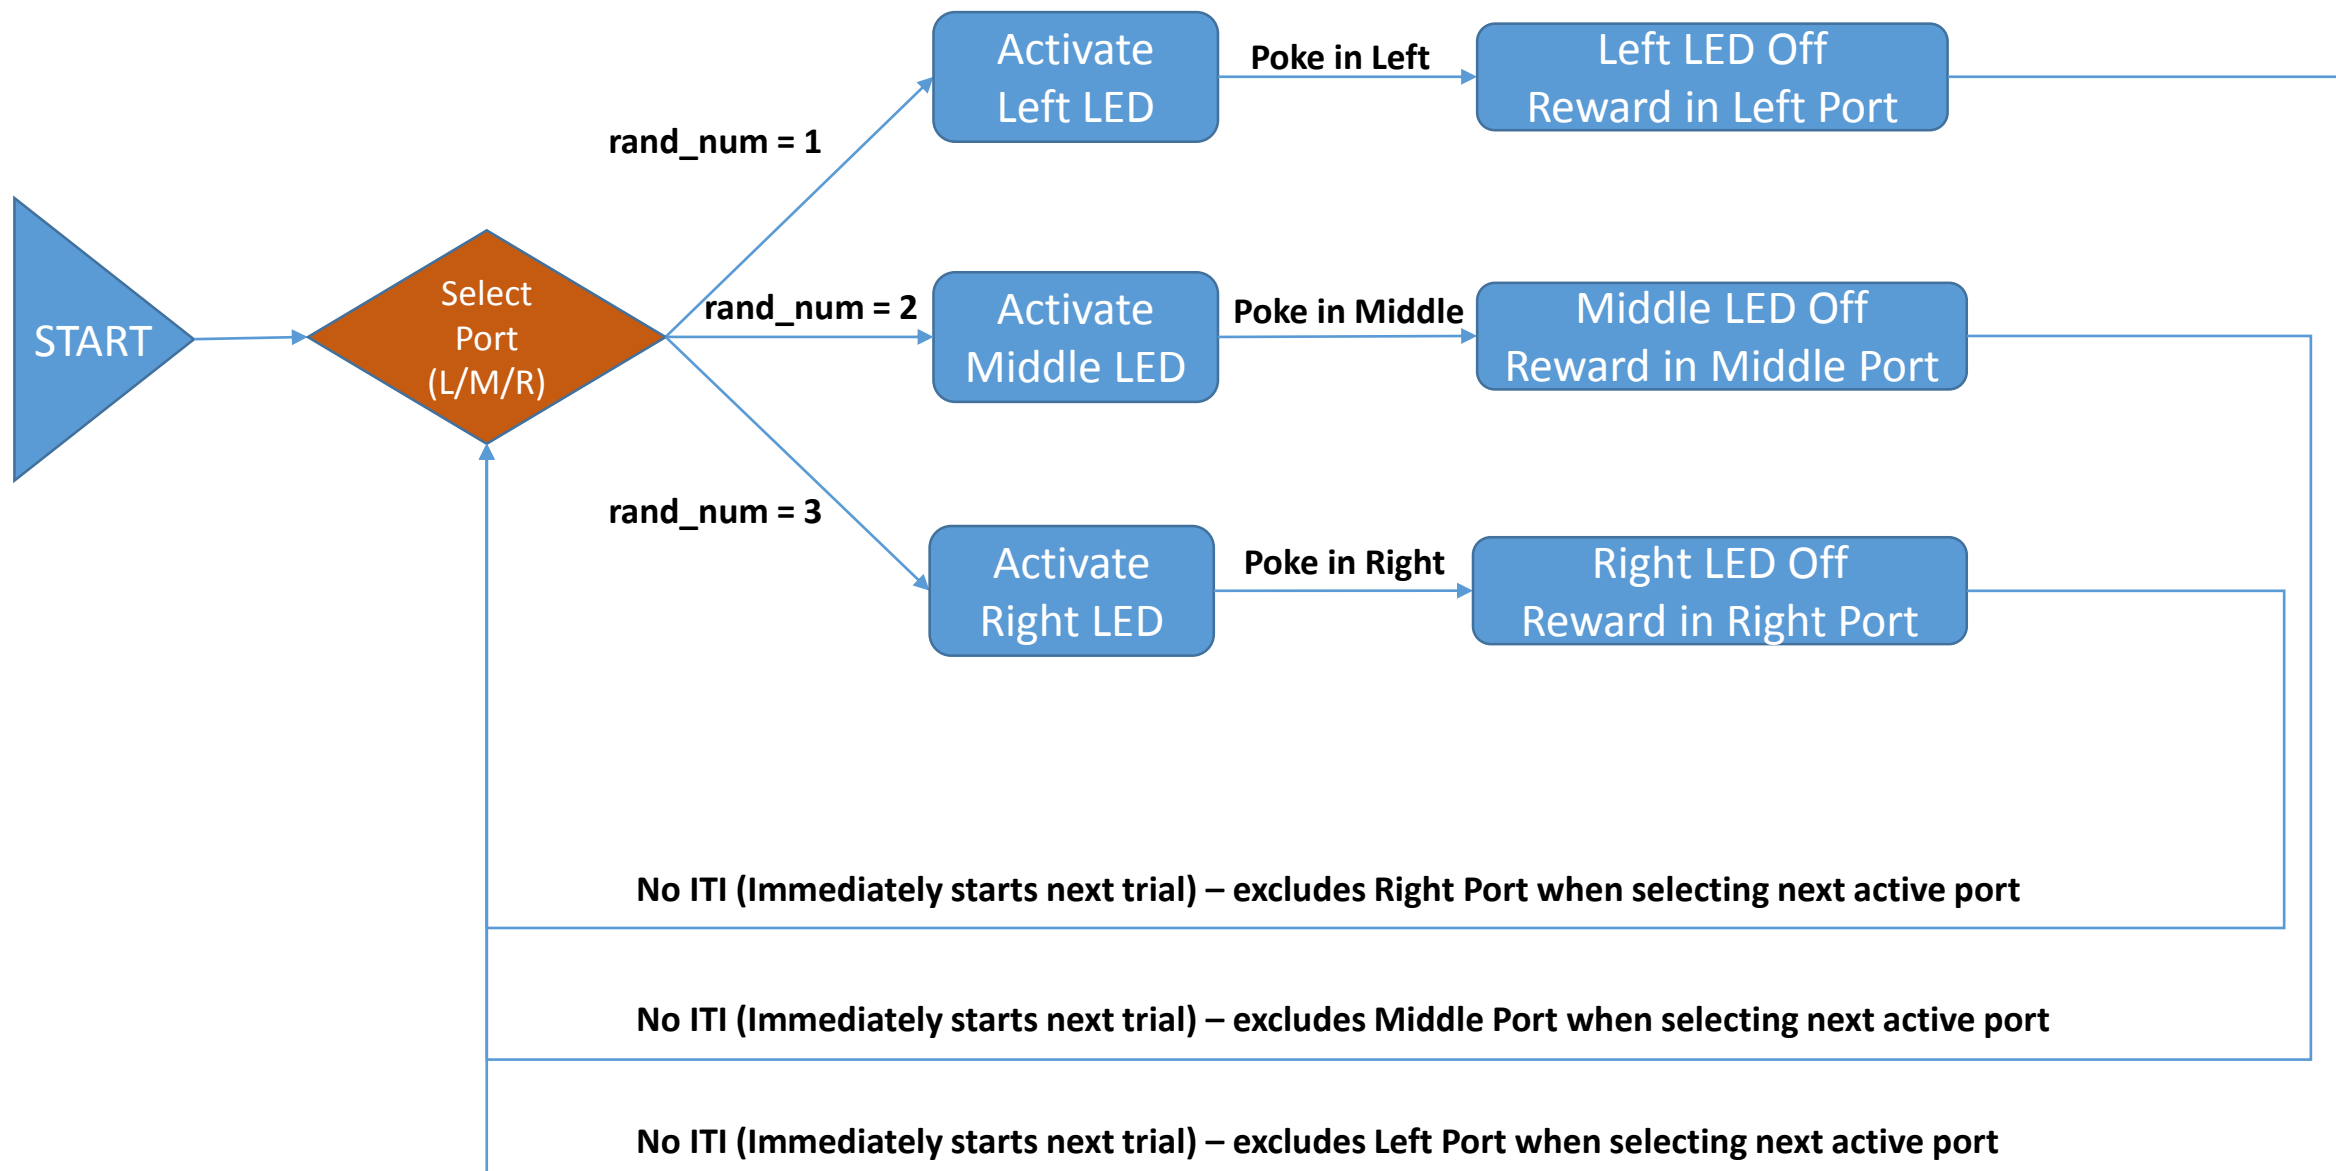 START
Select
Port
(L/M/R)
rand_num = 1
Activate
Left LED
Poke in Left
Left LED Off
Reward in Left Port
rand_num = 2
Activate
Middle LED
Poke in Middle
Middle LED Off
Reward in Middle Port
rand_num = 3
Activate
Right LED
Poke in Right
Right LED Off
Reward in Right Port
No ITI (Immediately starts next trial) – excludes Right Port when selecting next active port
No ITI (Immediately starts next trial) – excludes Middle Port when selecting next active port
No ITI (Immediately starts next trial) – excludes Left Port when selecting next active port